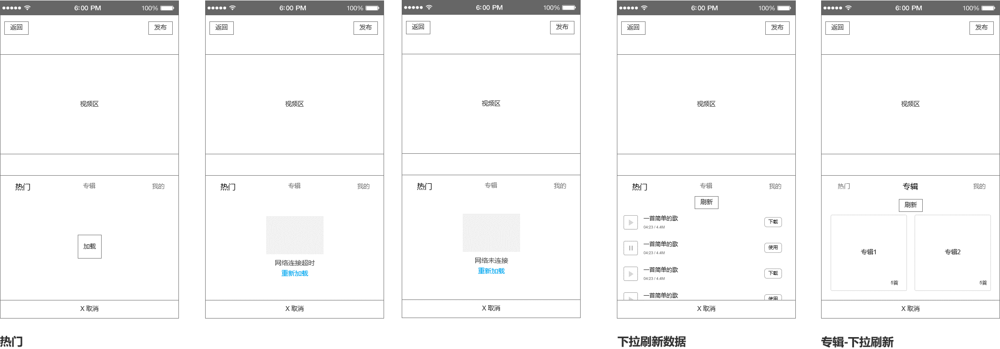 6:00 PM
100%
返回
发布
视频区
热门
专辑
我的
加载
X 取消
热门
6:00 PM
100%
返回
发布
视频区
热门
专辑
我的
网络连接超时
重新加载
X 取消
6:00 PM
100%
返回
发布
视频区
热门
专辑
我的
网络未连接
重新加载
X 取消
6:00 PM
100%
返回
发布
视频区
热门
专辑
我的
刷新
一首简单的歌
04:23 / 4.4M
下载
一首简单的歌
04:23 / 4.4M
使用
一首简单的歌
04:23 / 4.4M
下载
一首简单的歌
使用
X 取消
下拉刷新数据
6:00 PM
100%
返回
发布
视频区
热门
专辑
我的
刷新
专辑1
5首
专辑2
5首
X 取消
专辑-下拉刷新